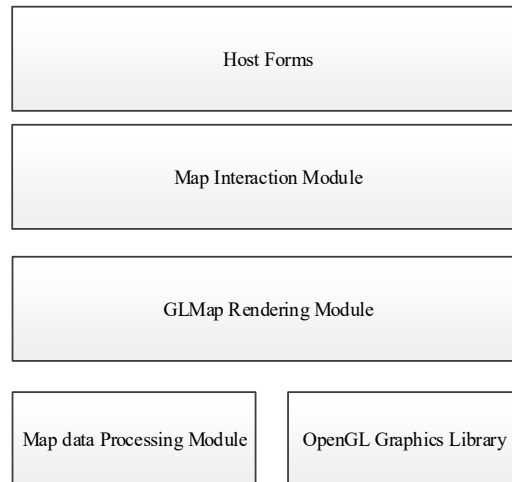 Host Forms
Map Interaction Module
GLMap Rendering Module
Map data Processing Module
OpenGL Graphics Library